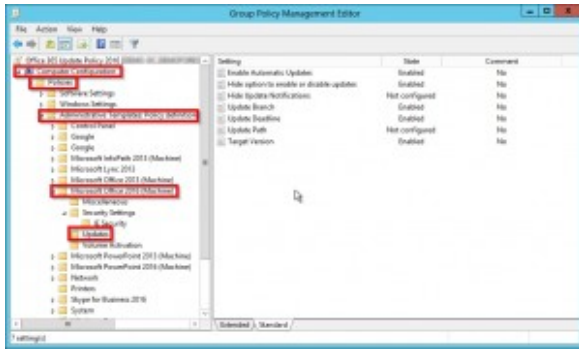 Group Policy Management Editor
File Action View Help
Office 365 Update Policy 2016
Computer Configuration
Policies
Software Settings
Windows Settings
Administrative Templates: Policy definition
Control Panel
Google
Google
Microsoft InfoPath 2013 (Machine)
Microsoft Lync 2013
Microsoft Office 2013 (Machine)
Microsoft Office 2016 (Machine)
Miscellaneous
Security Settings
IE Security
Updates
Volume Activation
Microsoft PowerPoint 2013 (Machine)
Microsoft PowerPoint 2016 (Machine)
Network
Printers
Skype for Business 2016
System
Setting State Comment
Enable Automatic Updates Enabled No
Hide option to enable or disable updates Enabled No
Hide Update Notifications Not configured No
Update Branch Enabled No
Update Deadline Enabled No
Update Path Not configured No
Target Version Enabled No
Extended Standard
7 setting(s)